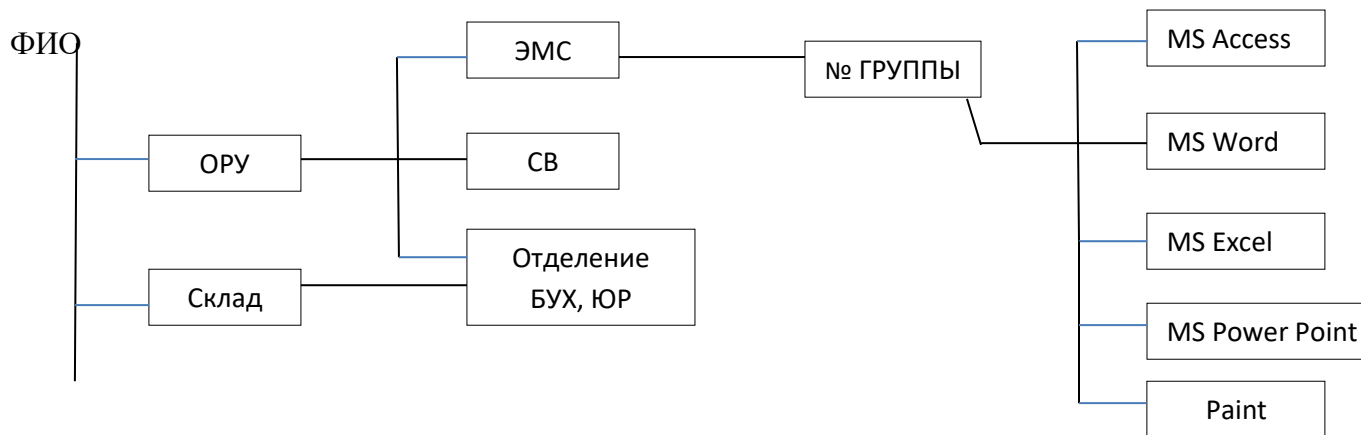 ФИО
ОРУ
Склад
ЭМС
СВ
Отделение
БУХ, ЮР
№ ГРУППЫ
MS Access
MS Word
MS Excel
MS Power Point
Paint